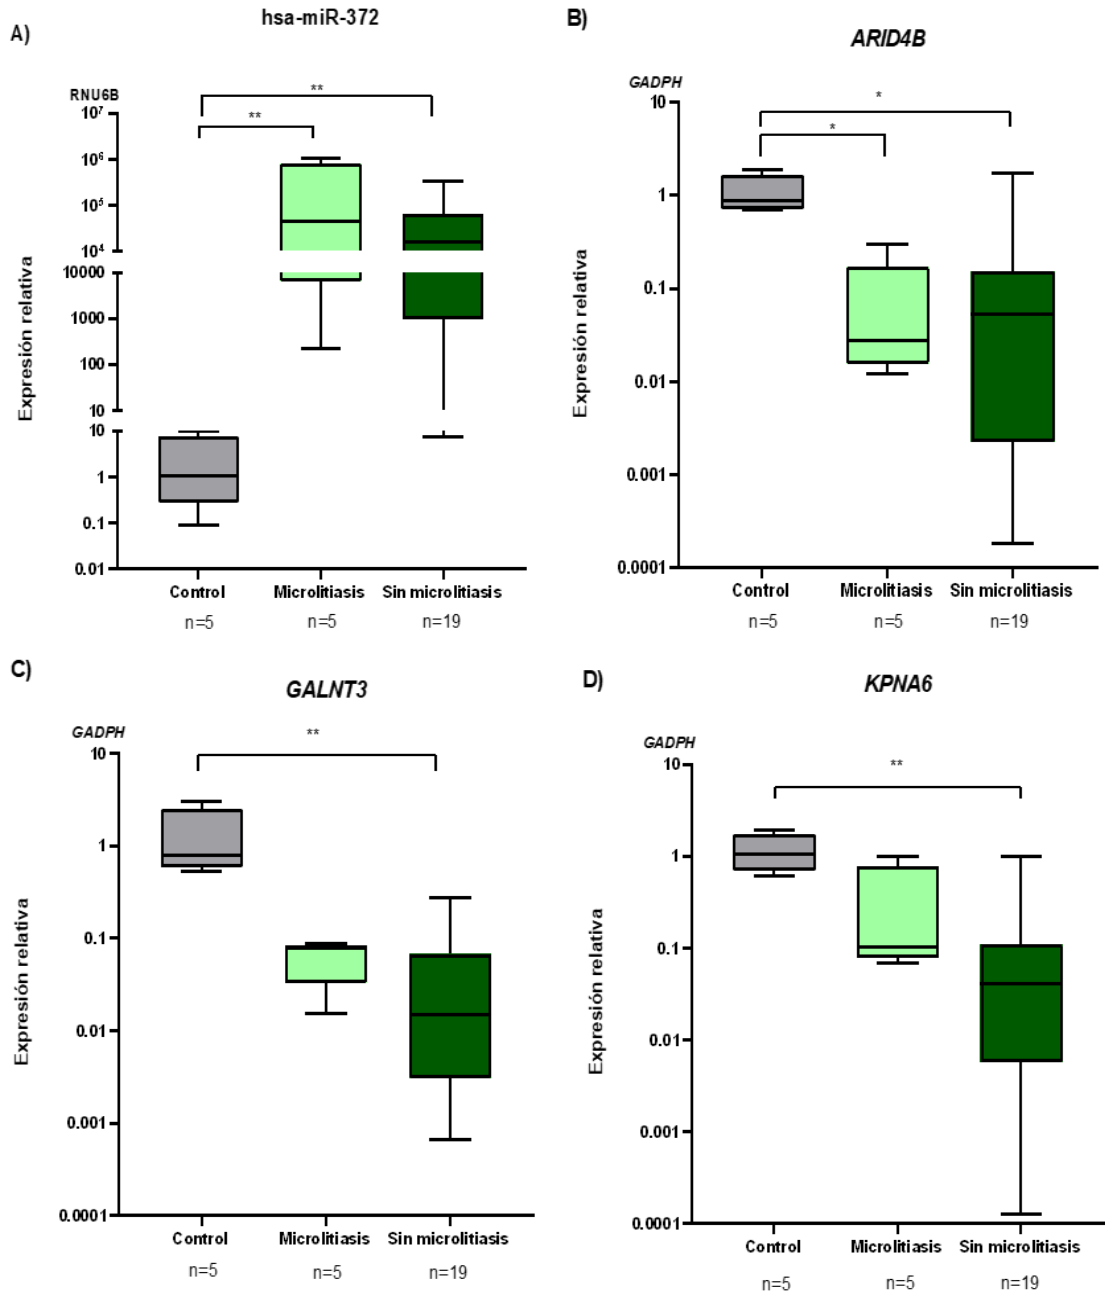 A)
hsa-miR-372
RNU6B
**
**
10⁷
10⁶
10⁵
10⁴
10000
1000
100
10
10
1
0.1
0.01
Expresión relativa
Control
Microlitiasis
Sin microlitiasis
n=5
n=5
n=19
B)
ARID4B
GADPH
*
*
10
1
0.1
0.01
0.001
0.0001
Expresión relativa
Control
Microlitiasis
Sin microlitiasis
n=5
n=5
n=19
C)
GALNT3
GADPH
**
10
1
0.1
0.01
0.001
0.0001
Expresión relativa
Control
Microlitiasis
Sin microlitiasis
n=5
n=5
n=19
D)
KPNA6
GADPH
**
10
1
0.1
0.01
0.001
0.0001
Expresión relativa
Control
Microlitiasis
Sin microlitiasis
n=5
n=5
n=19